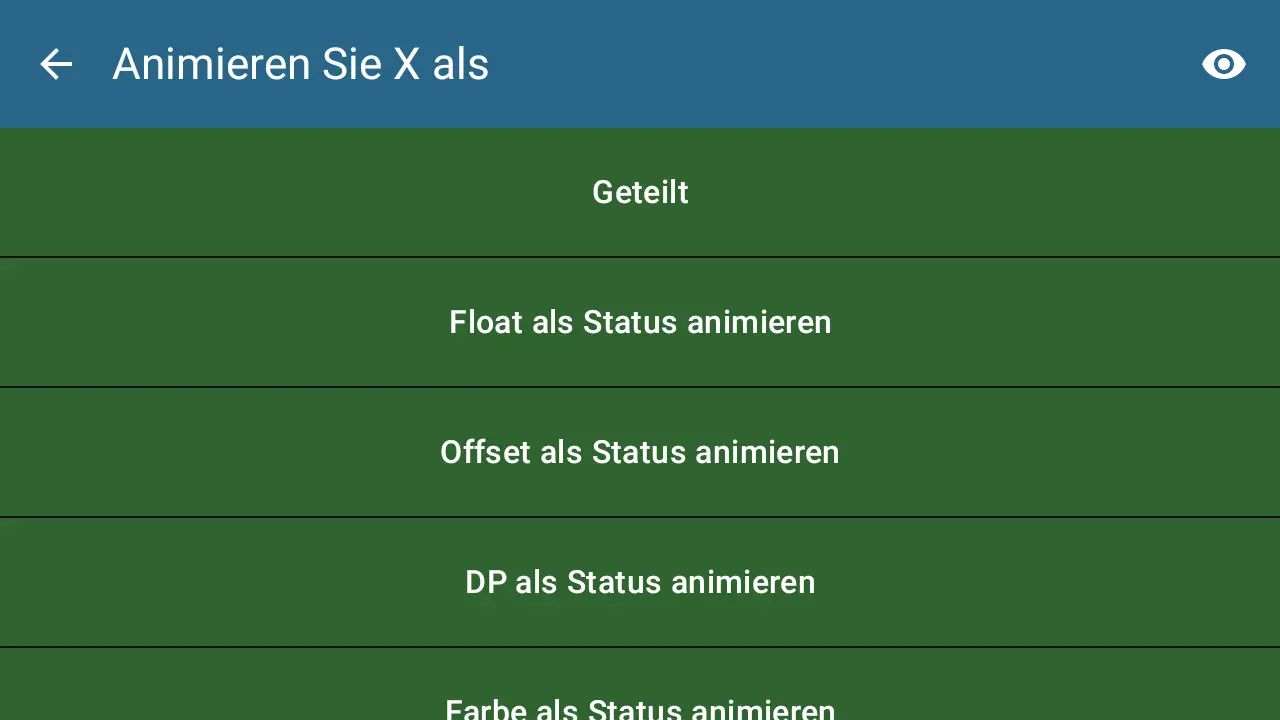 Animieren Sie X als
Geteilt
Float als Status animieren
Offset als Status animieren
DP als Status animieren
Farbe als Status animieren